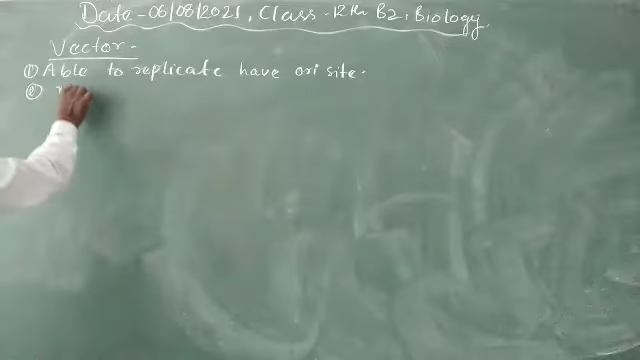 Date - 06/08/2021, Class - 12th B2, Biology.
Vector -
① Able to replicate have ori site.
②